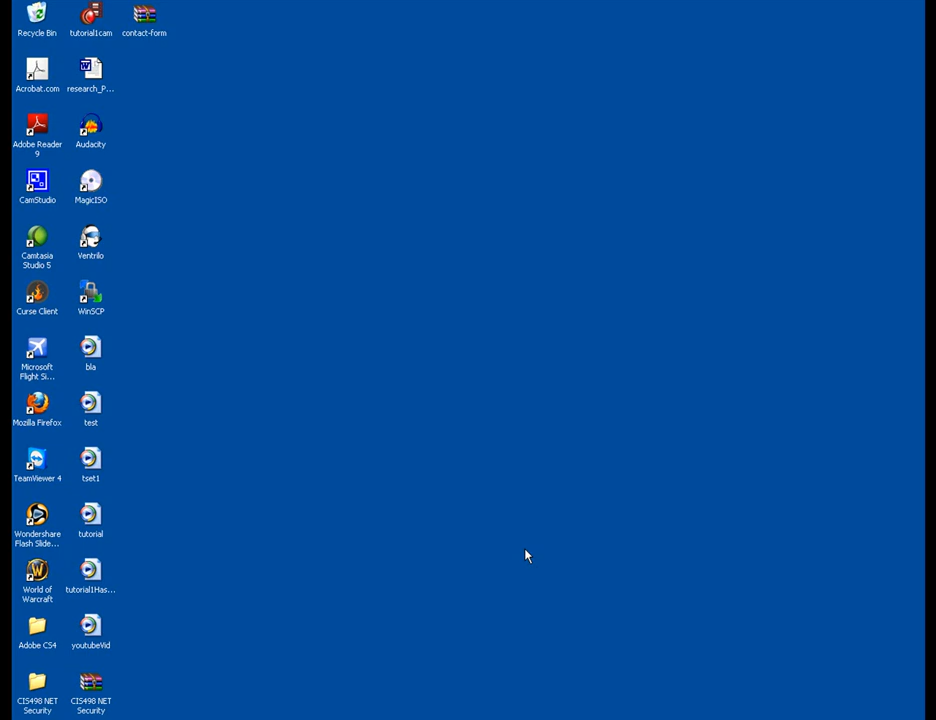 Recycle Bin
tutorial1cam
contact-form
Acrobat.com
research_P...
Adobe Reader
9
Audacity
CamStudio
MagicISO
Camtasia
Studio 5
Ventrilo
Curse Client
WinSCP
Microsoft
Flight Si...
bla
Mozilla Firefox
test
TeamViewer 4
tset1
Wondershare
Flash Slide...
tutorial
World of
Warcraft
tutorial1Has...
Adobe CS4
youtubeVid
CIS498 NET
Security
CIS498 NET
Security